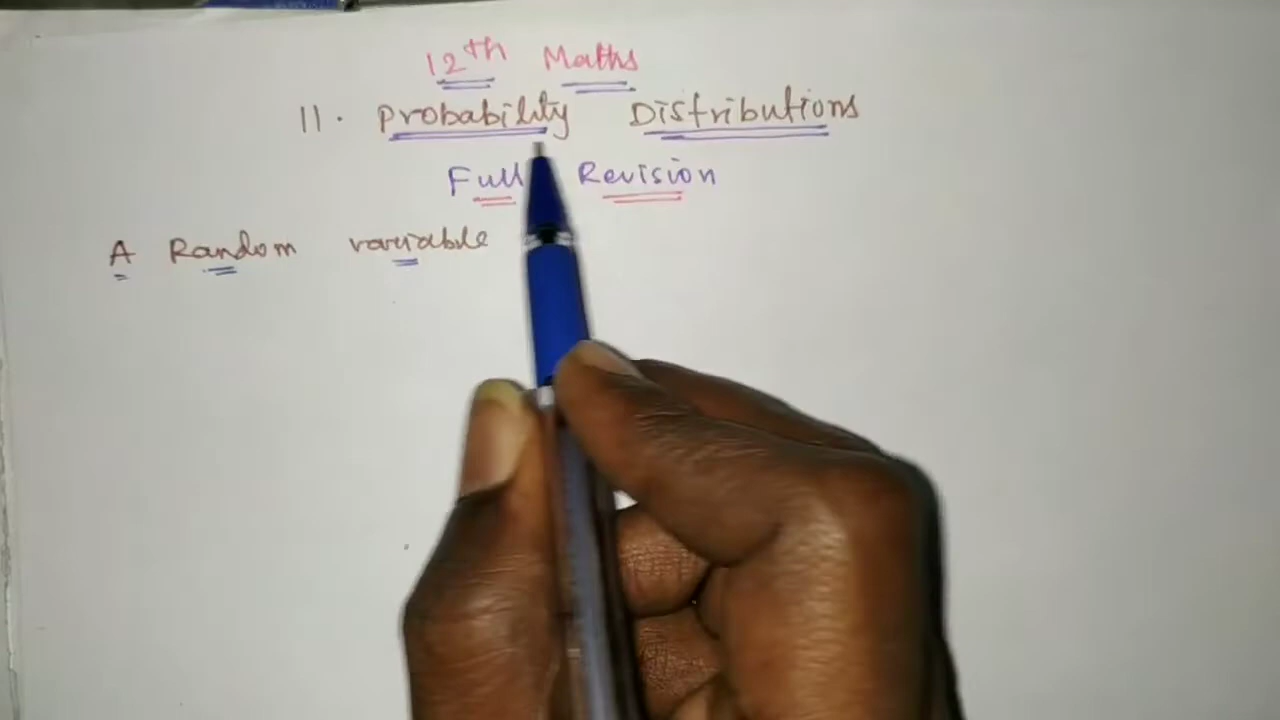 12th Maths
11. Probability Distributions
Full Revision
A Random variable